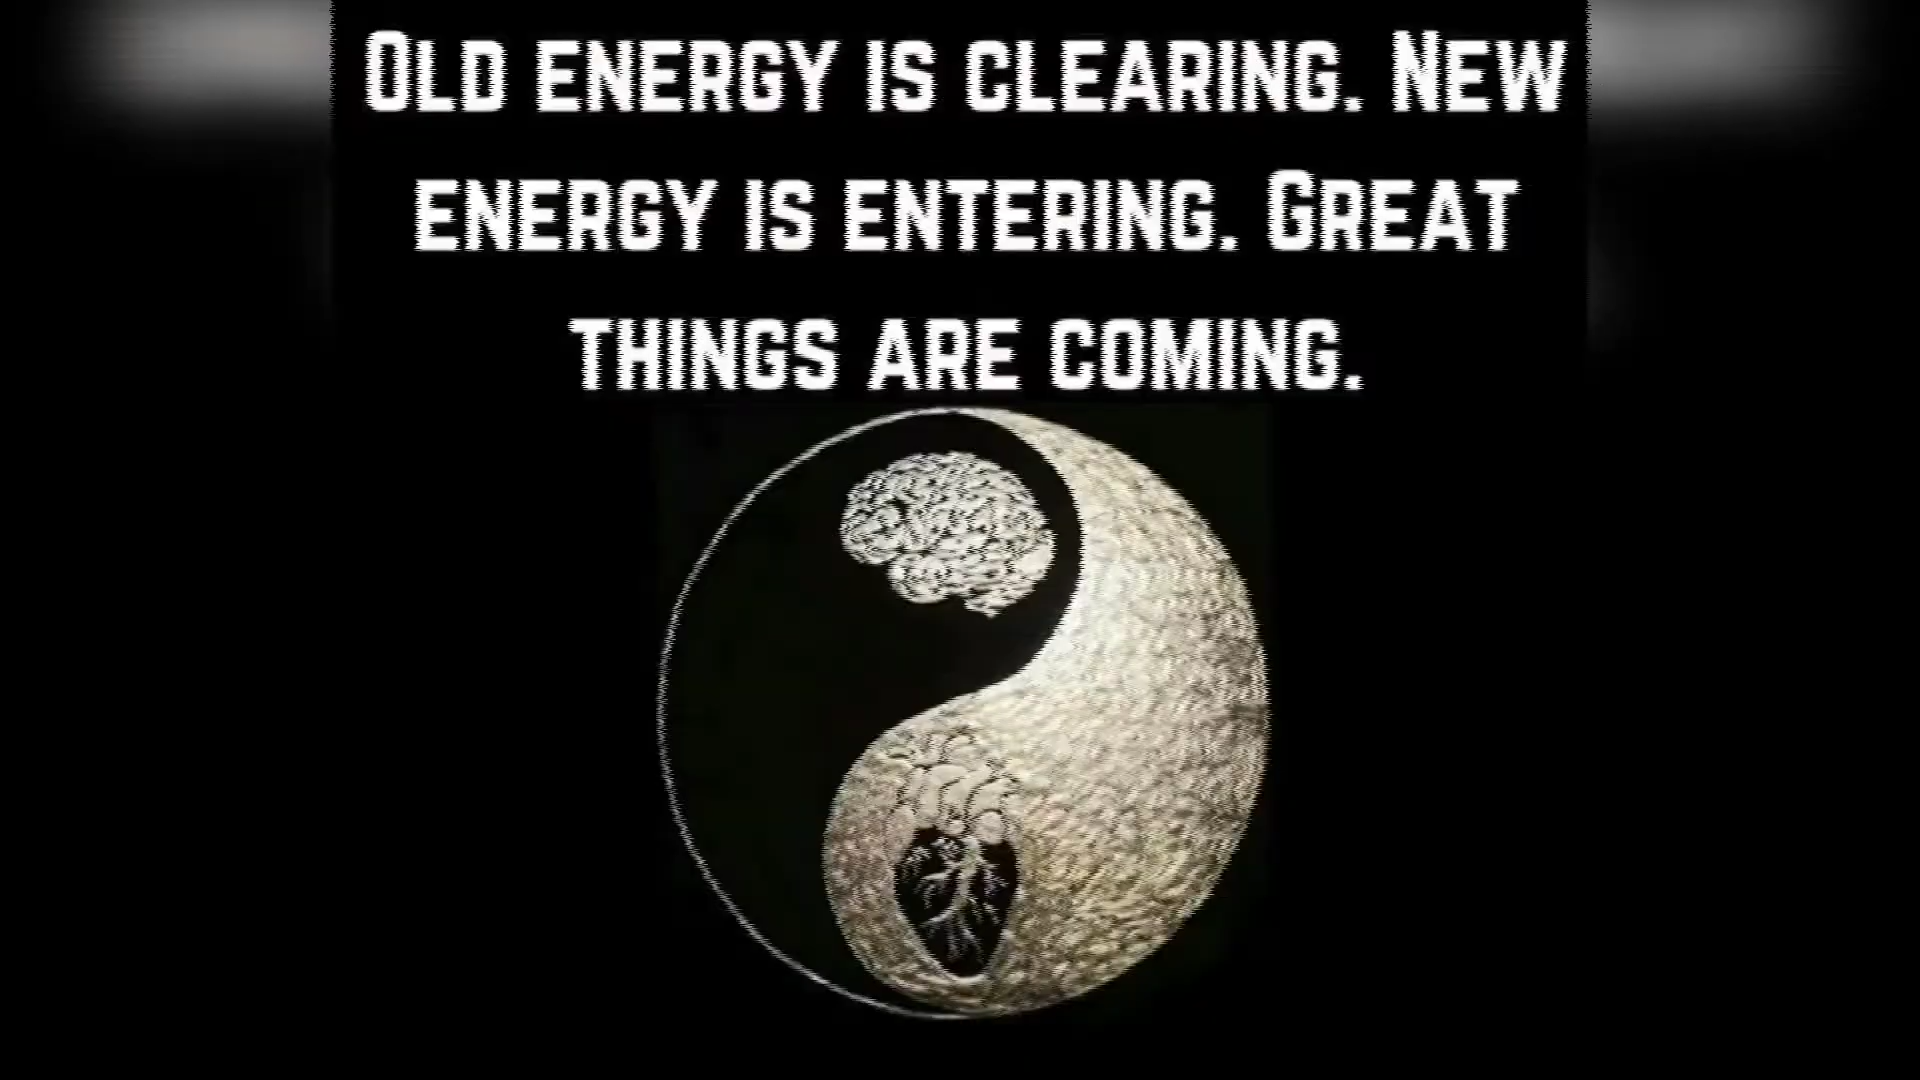 Old energy is clearing. New
energy is entering. Great
things are coming.